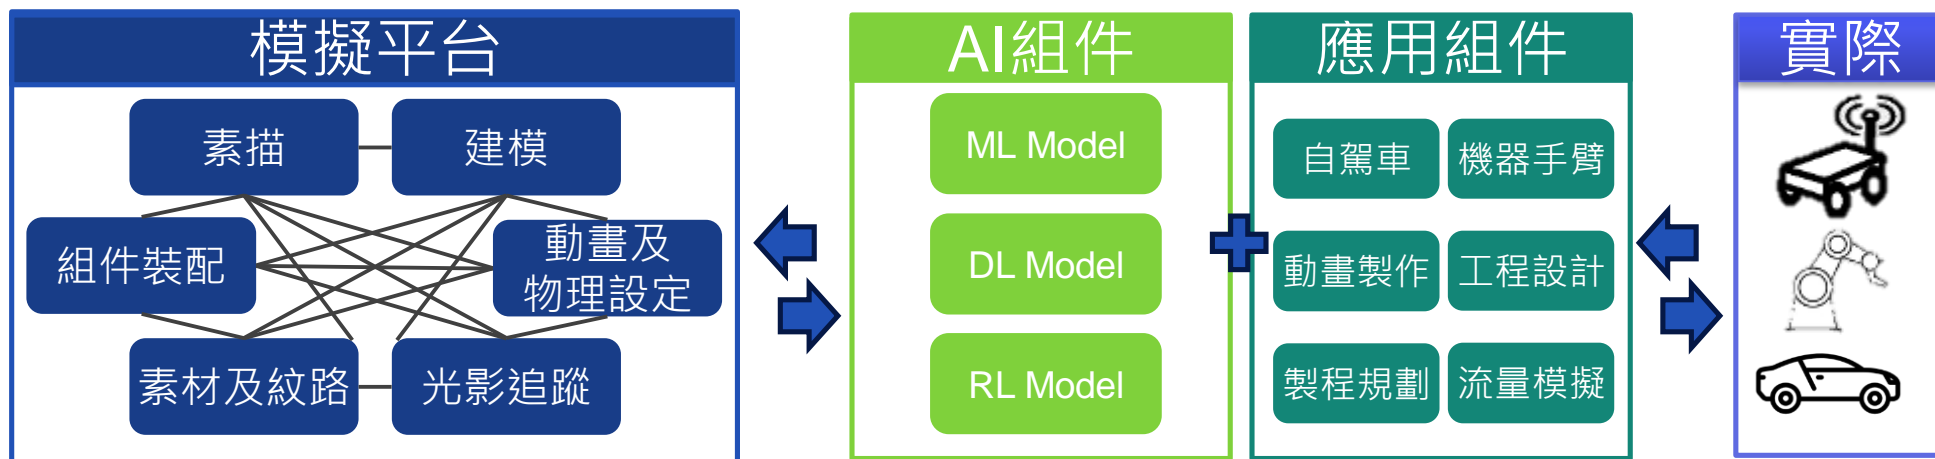 模擬平台
素描
建模
組件裝配
動畫及
物理設定
素材及紋路
光影追蹤
AI組件
ML Model
DL Model
RL Model
應用組件
自駕車
機器手臂
動畫製作
工程設計
製程規劃
流量模擬
實際